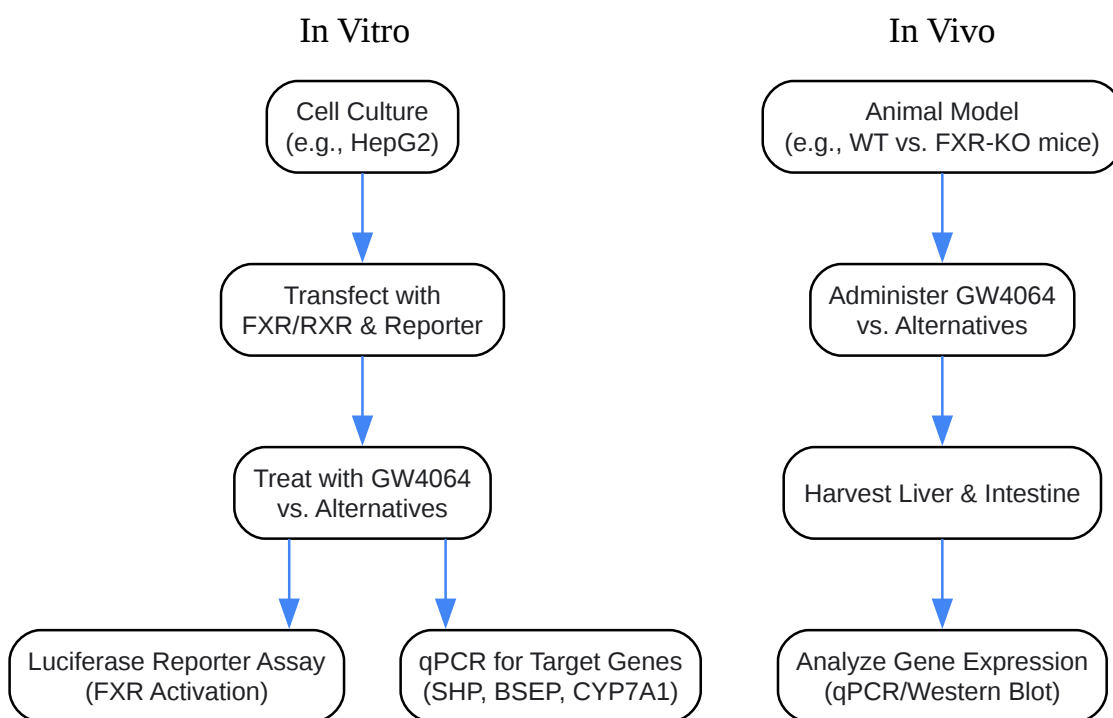 In Vitro
Cell Culture
(e.g., HepG2)
Transfect with
FXR/RXR & Reporter
Treat with GW4064
vs. Alternatives
Luciferase Reporter Assay
(FXR Activation)
qPCR for Target Genes
(SHP, BSEP, CYP7A1)
In Vivo
Animal Model
(e.g., WT vs. FXR-KO mice)
Administer GW4064
vs. Alternatives
Harvest Liver & Intestine
Analyze Gene Expression
(qPCR/Western Blot)